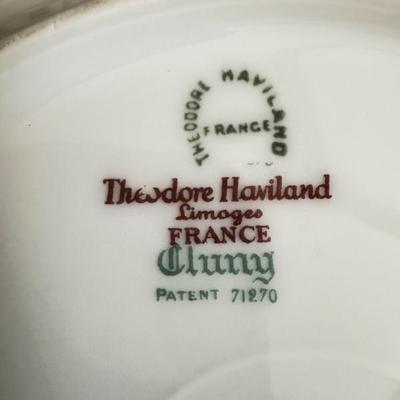 THEODORE HAVILAND
FRANCE
Theodore Haviland
Limoges
FRANCE
Cluny
PATENT 71270